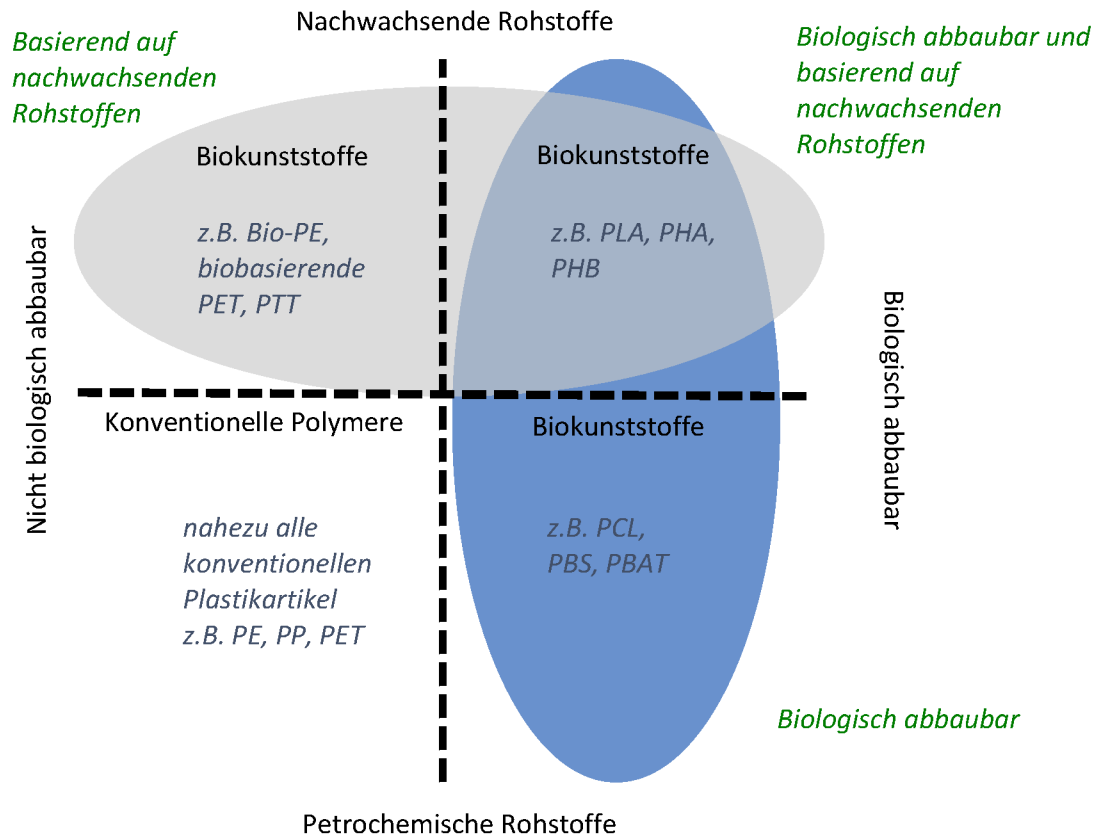 Nachwachsende Rohstoffe
Basierend auf
nachwachsenden
Rohstoffen
Biologisch abbaubar und
basierend auf
nachwachsenden
Rohstoffen
Biokunststoffe
z.B. Bio-PE,
biobasierende
PET, PTT
Biokunststoffe
z.B. PLA, PHA,
PHB
Nicht biologisch abbaubar
Biologisch abbaubar
Konventionelle Polymere
nahezu alle
konventionellen
Plastikartikel
z.B. PE, PP, PET
Biokunststoffe
z.B. PCL,
PBS, PBAT
Biologisch abbaubar
Petrochemische Rohstoffe